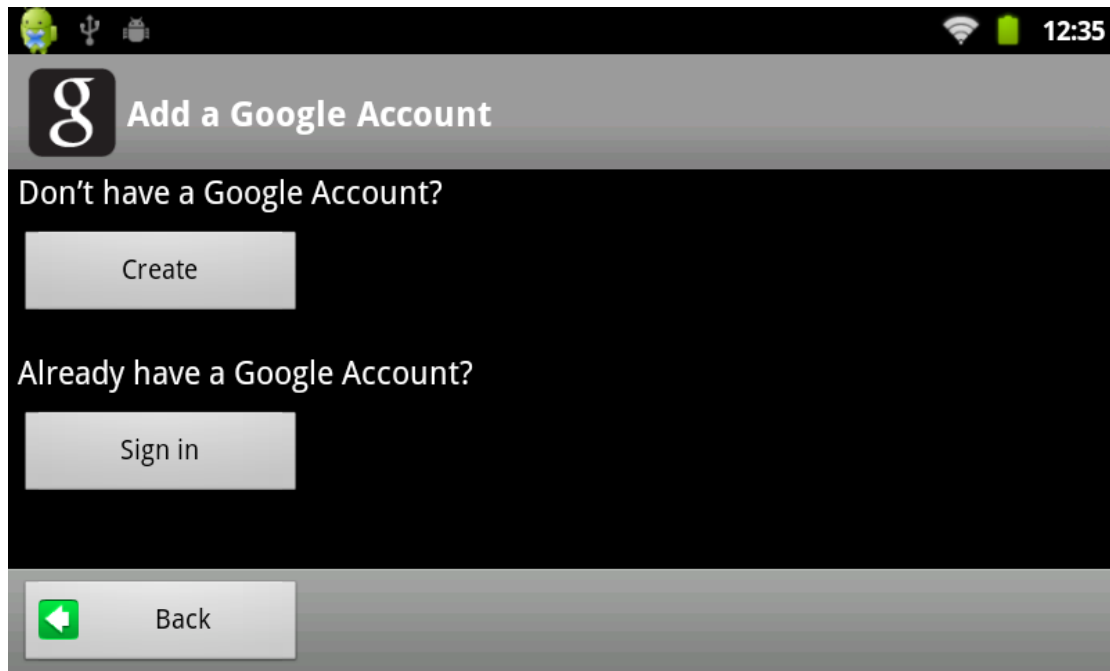 12:35
g Add a Google Account
Don’t have a Google Account?
Create
Already have a Google Account?
Sign in
Back